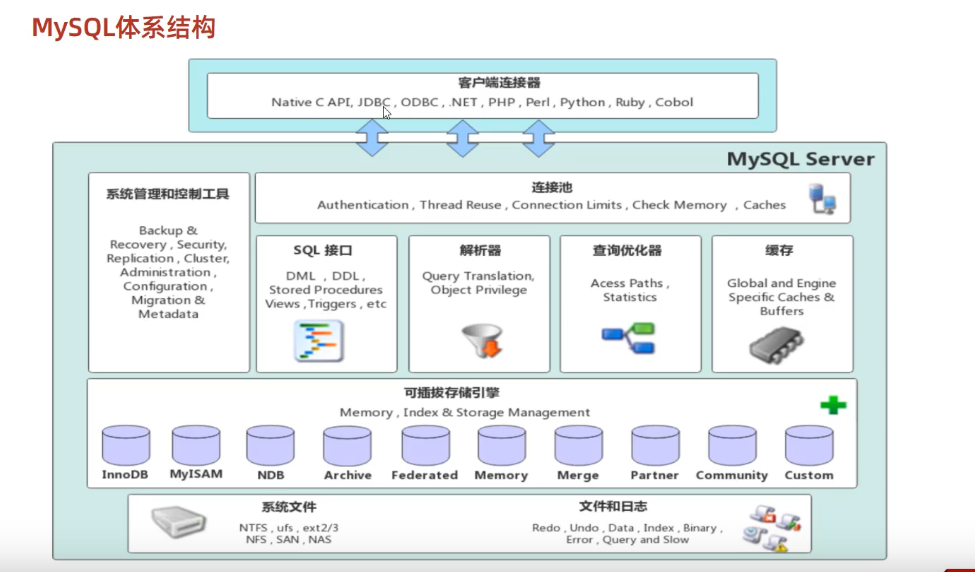 MySQL体系结构
客户端连接器
Native C API, JDBC , ODBC , .NET , PHP , Perl , Python , Ruby , Cobol
MySQL Server
系统管理和控制工具
Backup &
Recovery , Security,
Replication , Cluster,
Administration ,
Configuration ,
Migration &
Metadata
连接池
Authentication , Thread Reuse , Connection Limits , Check Memory , Caches
SQL 接口
DML , DDL ,
Stored Procedures
Views ,Triggers , etc
解析器
Query Translation,
Object Privilege
查询优化器
Acess Paths ,
Statistics
缓存
Global and Engine
Specific Caches &
Buffers
可插拔存储引擎
Memory , Index & Storage Management
InnoDB MyISAM NDB Archive Federated Memory Merge Partner Community Custom
系统文件
NTFS , ufs , ext2/3
NFS , SAN , NAS
文件和日志
Redo , Undo , Data , Index , Binary ,
Error , Query and Slow